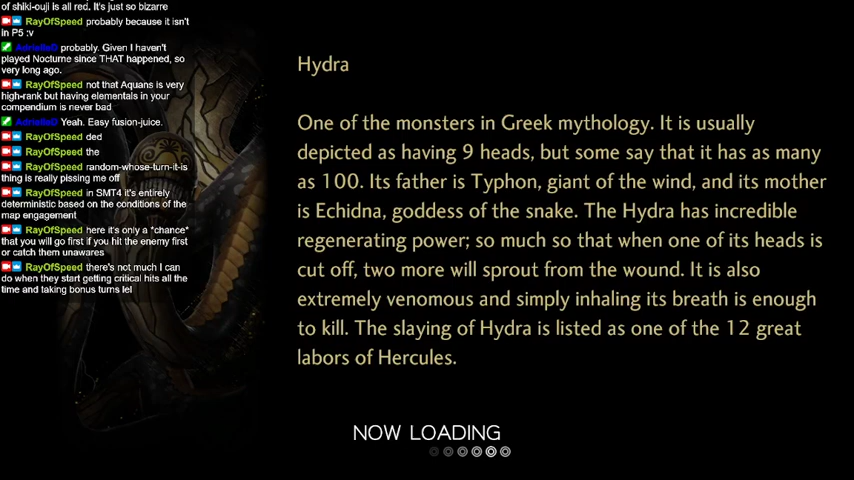 of shiki-ouji is all red. It's just so bizarre
RayOfSpeed probably because it isn't
in P5 :v
AdrielleD probably. Given I haven't
played Nocturne since THAT happened, so
very long ago.
RayOfSpeed not that Aquans is very
high-rank but having elementals in your
compendium is never bad
AdrielleD Yeah. Easy fusion-juice.
RayOfSpeed ded
RayOfSpeed the
RayOfSpeed random-whose-turn-it-is
thing is really pissing me off
RayOfSpeed in SMT4 it's entirely
deterministic based on the conditions of the
map engagement
RayOfSpeed here it's only a *chance*
that you will go first if you hit the enemy first
or catch them unawares
RayOfSpeed there's not much I can
do when they start getting critical hits all the
time and taking bonus turns lel
Hydra
One of the monsters in Greek mythology. It is usually
depicted as having 9 heads, but some say that it has as many
as 100. Its father is Typhon, giant of the wind, and its mother
is Echidna, goddess of the snake. The Hydra has incredible
regenerating power; so much so that when one of its heads is
cut off, two more will sprout from the wound. It is also
extremely venomous and simply inhaling its breath is enough
to kill. The slaying of Hydra is listed as one of the 12 great
labors of Hercules.
NOW LOADING